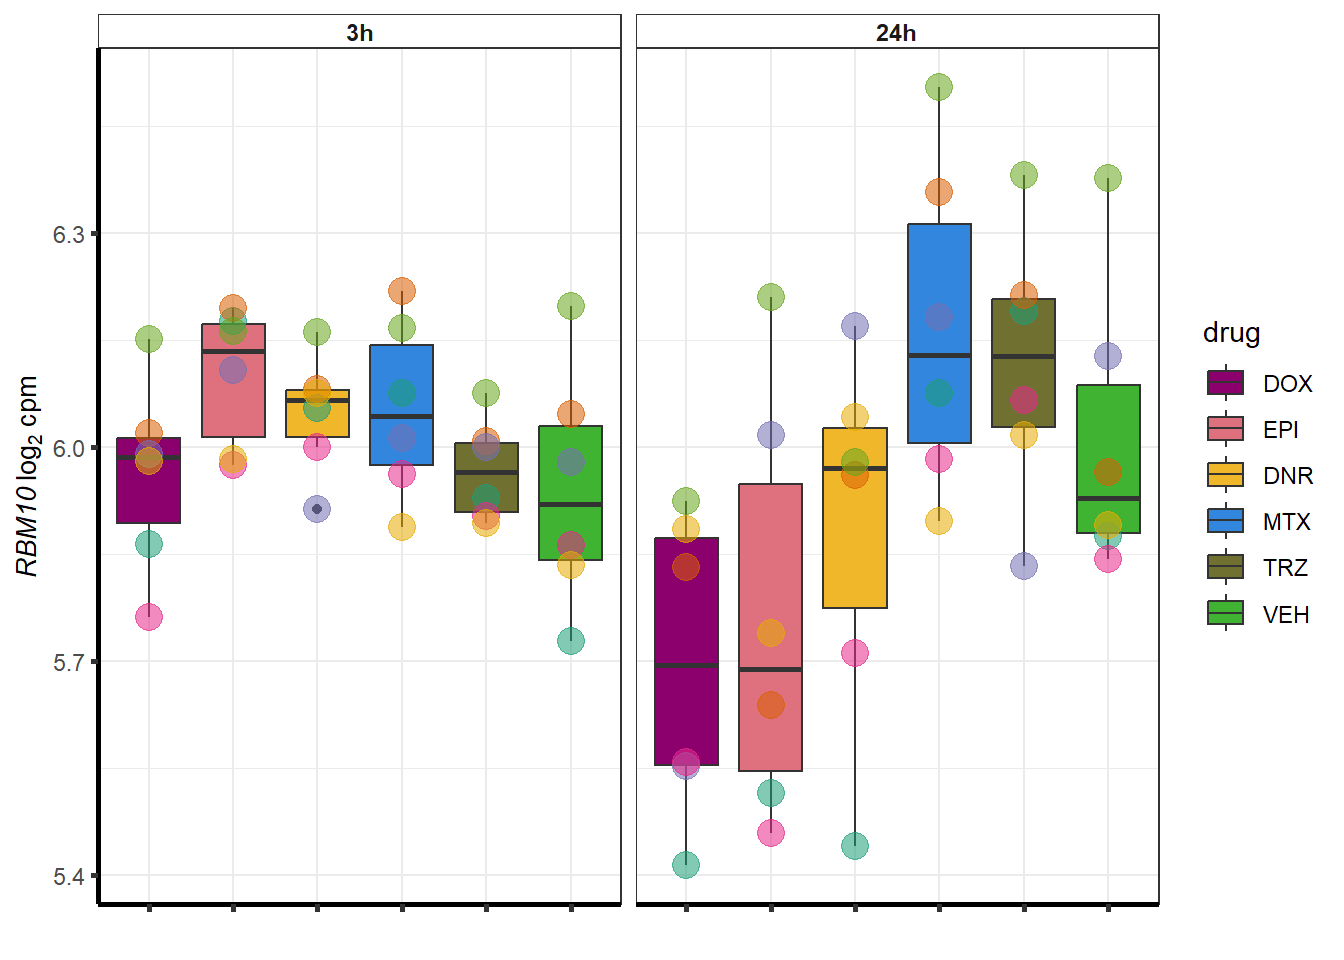 3h
24h
6.3
6.0
5.7
5.4
RBM10 log₂ cpm
drug
DOX
EPI
DNR
MTX
TRZ
VEH